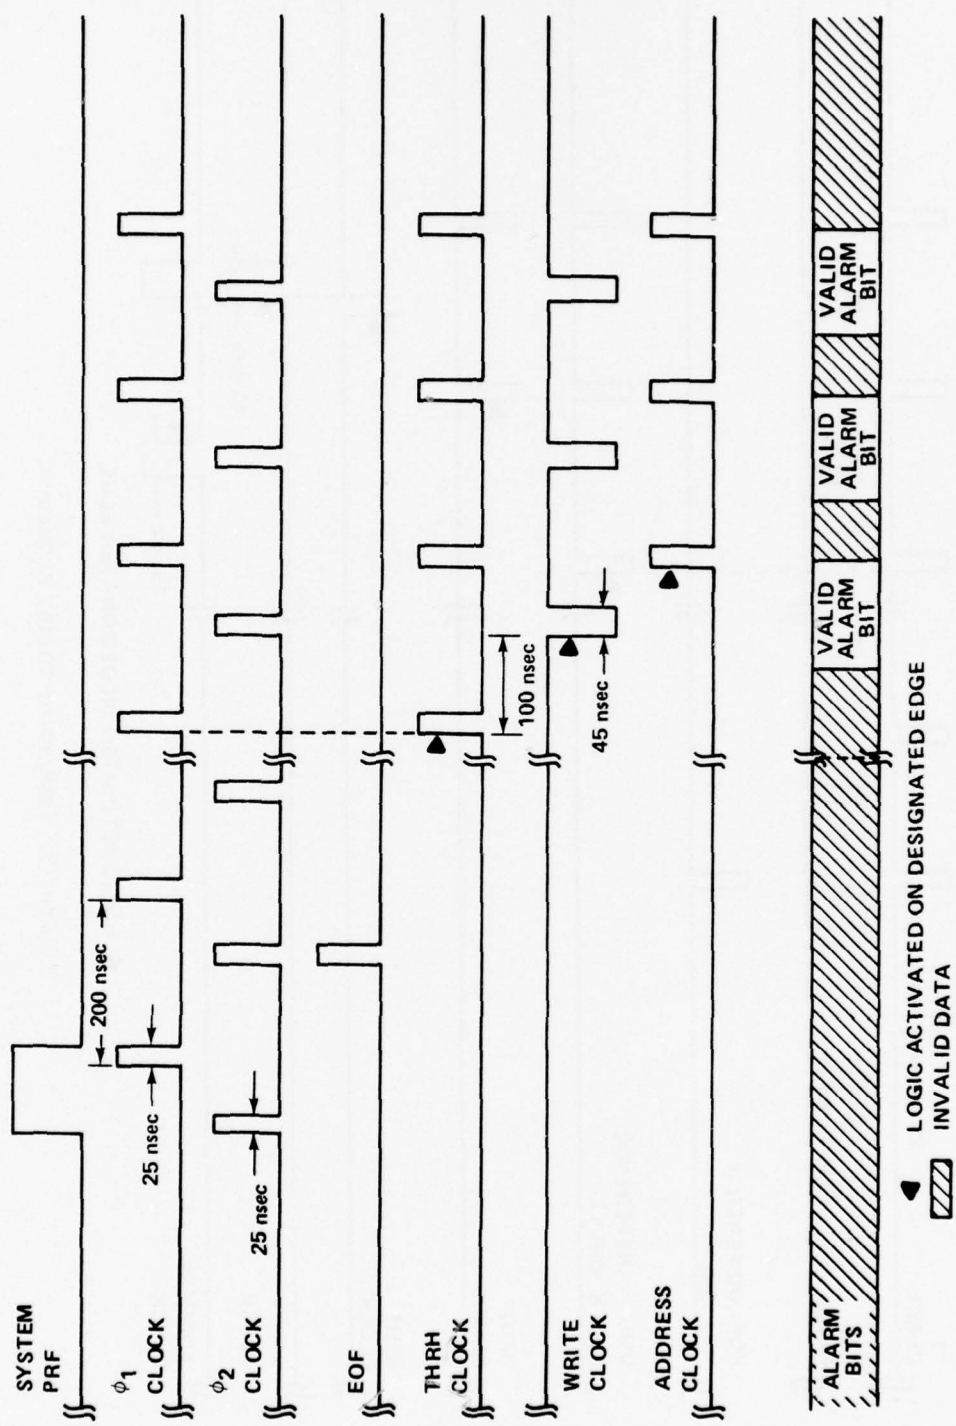 SYSTEM
PRF
ϕ1
CLOCK
25 nsec
200 nsec
ϕ2
CLOCK
25 nsec
EOF
THRH
CLOCK
100 nsec
WRITE
CLOCK
45 nsec
ADDRESS
CLOCK
ALARM
BITS
VALID
ALARM
BIT
VALID
ALARM
BIT
VALID
ALARM
BIT
LOGIC ACTIVATED ON DESIGNATED EDGE
INVALID DATA